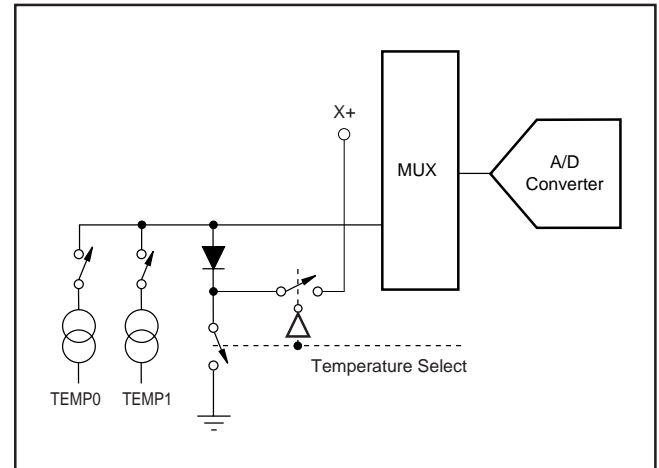 X+
MUX
A/D
Converter
Temperature Select
TEMP0
TEMP1